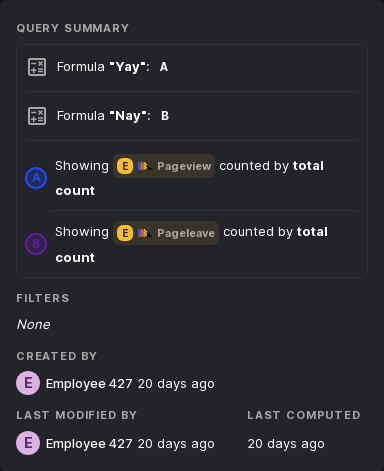 QUERY SUMMARY
Formula "Yay": A
Formula "Nay": B
A
Showing E Pageview counted by total
count
B
Showing E Pageleave counted by total
count
FILTERS
None
CREATED BY
E Employee 427 20 days ago
LAST MODIFIED BY
E Employee 427 20 days ago
LAST COMPUTED
20 days ago